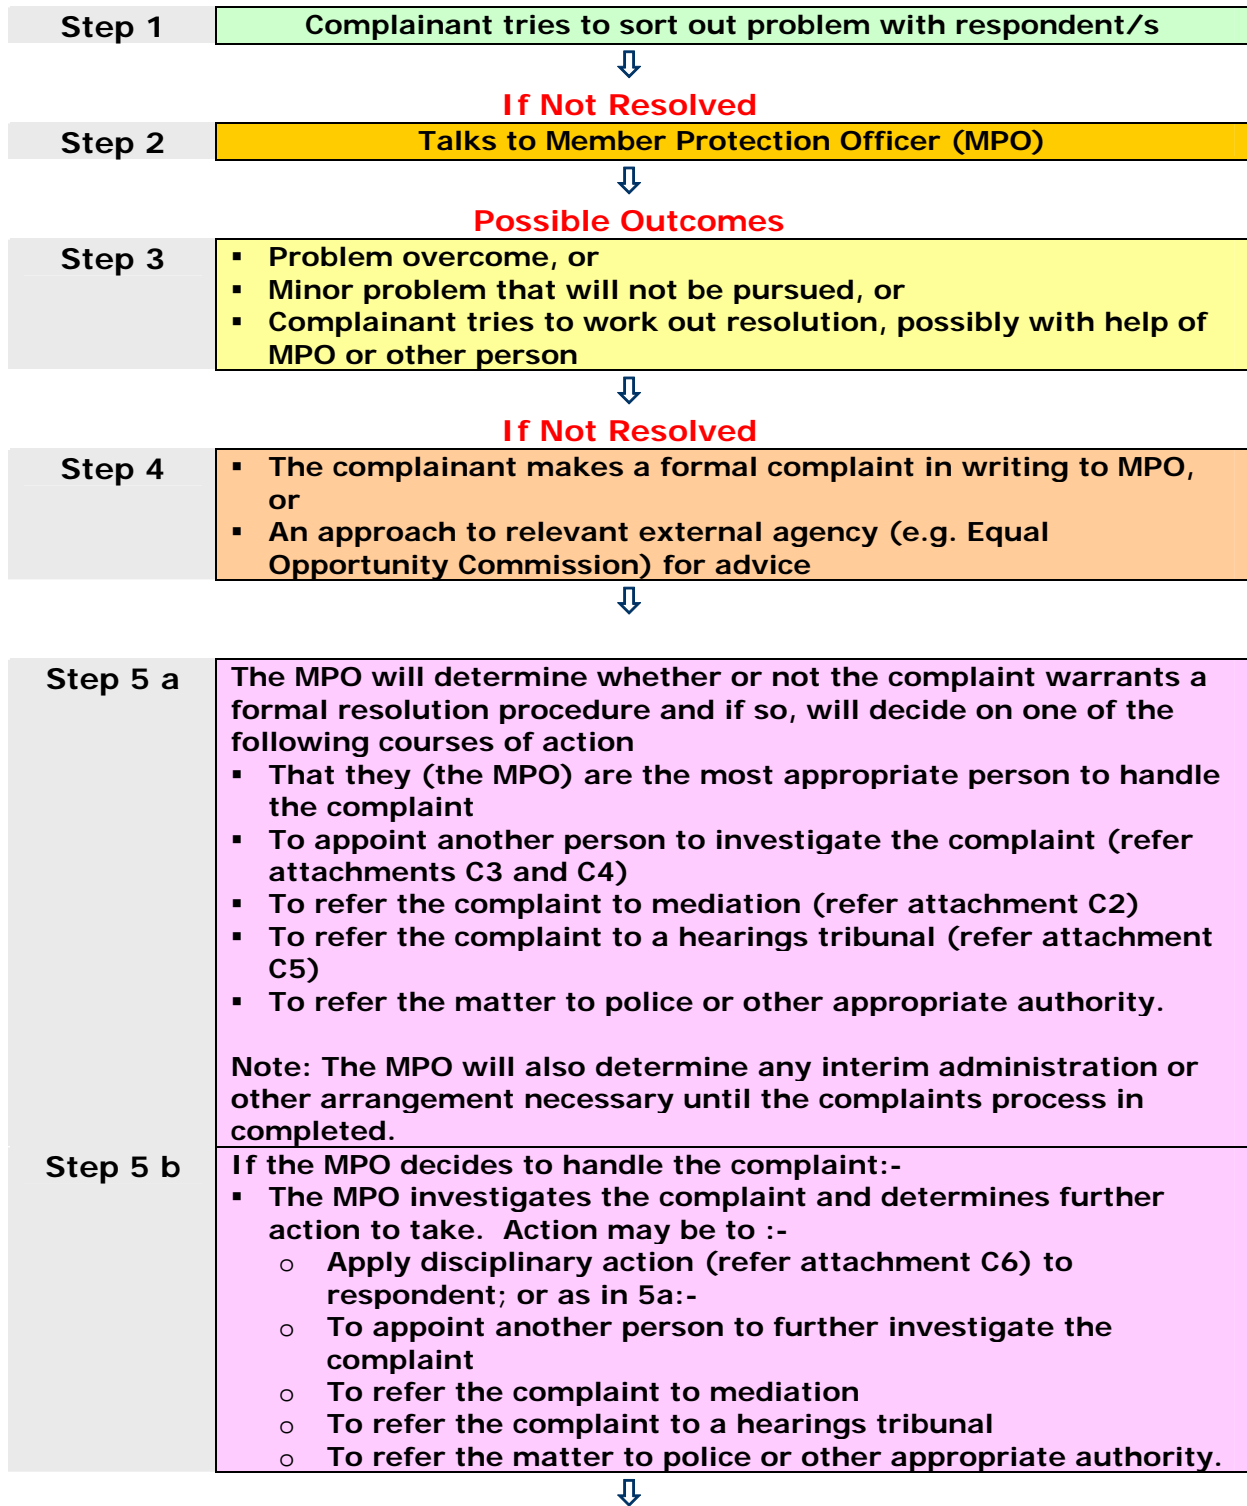 Step 1
Complainant tries to sort out problem with respondent/s
If Not Resolved
Step 2
Talks to Member Protection Officer (MPO)
Possible Outcomes
Step 3
▪ Problem overcome, or
▪ Minor problem that will not be pursued, or
▪ Complainant tries to work out resolution, possibly with help of
MPO or other person
If Not Resolved
Step 4
▪ The complainant makes a formal complaint in writing to MPO,
or
▪ An approach to relevant external agency (e.g. Equal
Opportunity Commission) for advice
Step 5 a
The MPO will determine whether or not the complaint warrants a
formal resolution procedure and if so, will decide on one of the
following courses of action
▪ That they (the MPO) are the most appropriate person to handle
the complaint
▪ To appoint another person to investigate the complaint (refer
attachments C3 and C4)
▪ To refer the complaint to mediation (refer attachment C2)
▪ To refer the complaint to a hearings tribunal (refer attachment
C5)
▪ To refer the matter to police or other appropriate authority.
Note: The MPO will also determine any interim administration or
other arrangement necessary until the complaints process in
completed.
Step 5 b
If the MPO decides to handle the complaint:-
▪ The MPO investigates the complaint and determines further
action to take.  Action may be to :-
o Apply disciplinary action (refer attachment C6) to
respondent; or as in 5a:-
o To appoint another person to further investigate the
complaint
o To refer the complaint to mediation
o To refer the complaint to a hearings tribunal
o To refer the matter to police or other appropriate authority.